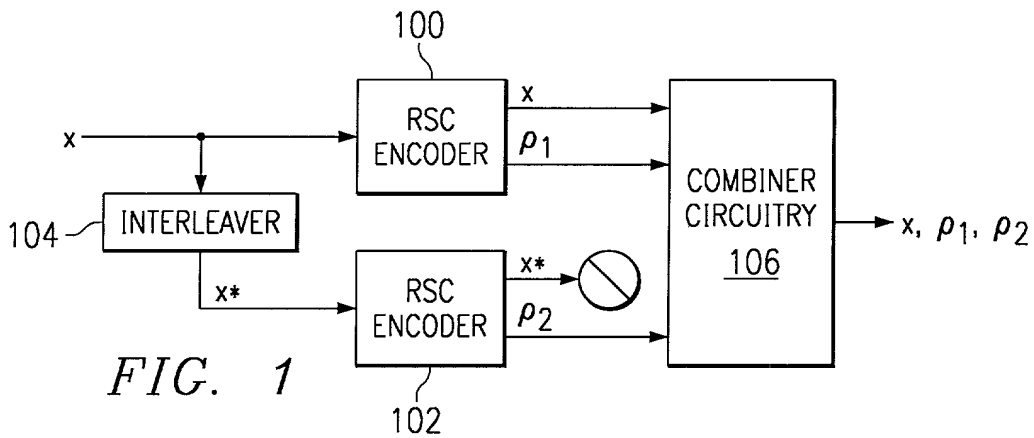 100
x
RSC
ENCODER
x
ρ1
COMBINER
CIRCUITRY
106
x, ρ1, ρ2
104
INTERLEAVER
x*
RSC
ENCODER
x*
ρ2
102
FIG. 1